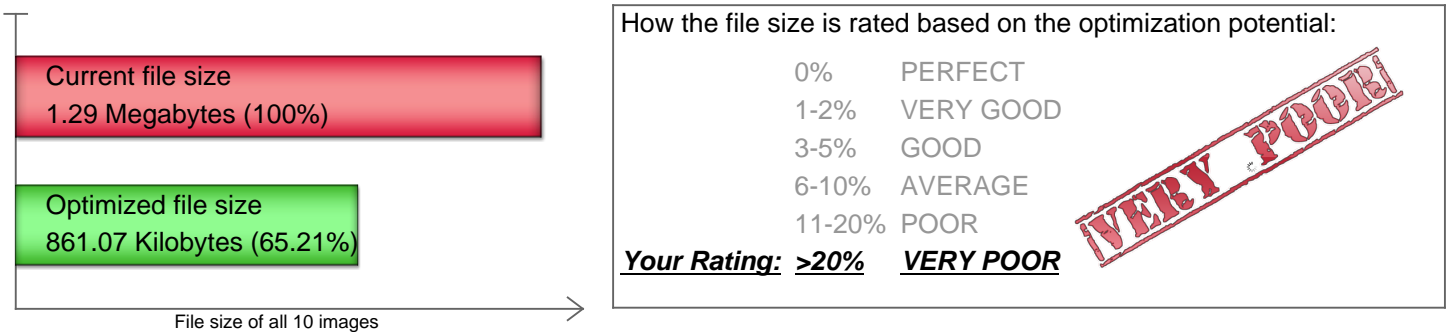 Current file size
1.29 Megabytes (100%)
Optimized file size
861.07 Kilobytes (65.21%)
File size of all 10 images
How the file size is rated based on the optimization potential:
0% PERFECT
1-2% VERY GOOD
3-5% GOOD
6-10% AVERAGE
11-20% POOR
Your Rating: >20% VERY POOR
VERY POOR